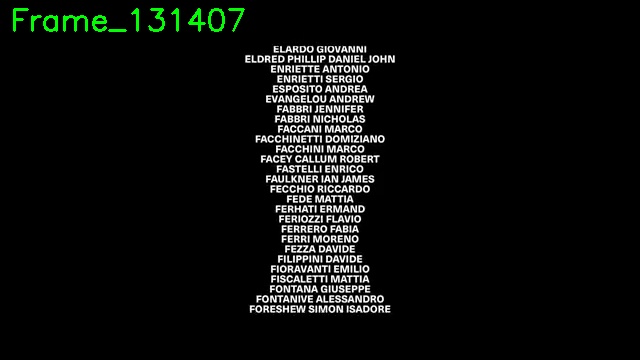 Frame_131407
ELARDO GIOVANNI
ELDRED PHILLIP DANIEL JOHN
ENRIETTE ANTONIO
ENRIETTI SERGIO
ESPOSITO ANDREA
EVANGELOU ANDREW
FABBRI JENNIFER
FABBRI NICHOLAS
FACCANI MARCO
FACCHINETTI DOMIZIANO
FACCHINI MARCO
FACEY CALLUM ROBERT
FASTELLI ENRICO
FAULKNER IAN JAMES
FECCHIO RICCARDO
FEDE MATTIA
FERHATI ERMAND
FERIOZZI FLAVIO
FERRERO FABIA
FERRI MORENO
FEZZA DAVIDE
FILIPPINI DAVIDE
FIORAVANTI EMILIO
FISCALETTI MATTIA
FONTANA GIUSEPPE
FONTANIVE ALESSANDRO
FORESHEW SIMON ISADORE